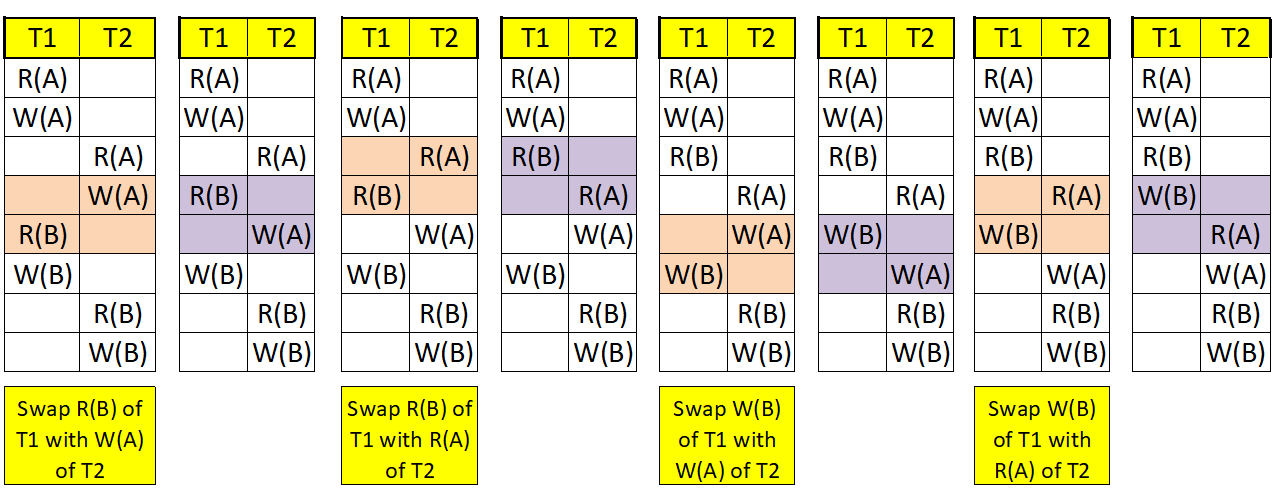 T1 T2 T1 T2 T1 T2 T1 T2 T1 T2 T1 T2 T1 T2 T1 T2
R(A) R(A) R(A) R(A) R(A) R(A) R(A) R(A)
W(A) W(A) W(A) W(A) W(A) W(A) W(A) W(A)
R(A) R(A) R(A) R(B) R(B) R(B) R(B) R(B)
W(A) R(B) R(B) R(A) R(A) R(A) R(A) W(B)
R(B) W(A) W(A) W(A) W(A) W(B) W(B) R(A)
W(B) W(B) W(B) W(B) W(B) W(A) W(A) W(A)
R(B) R(B) R(B) R(B) R(B) R(B) R(B) R(B)
W(B) W(B) W(B) W(B) W(B) W(B) W(B) W(B)
Swap R(B) of
T1 with W(A)
of T2
Swap R(B) of
T1 with R(A)
of T2
Swap W(B)
of T1 with
W(A) of T2
Swap W(B)
of T1 with
R(A) of T2